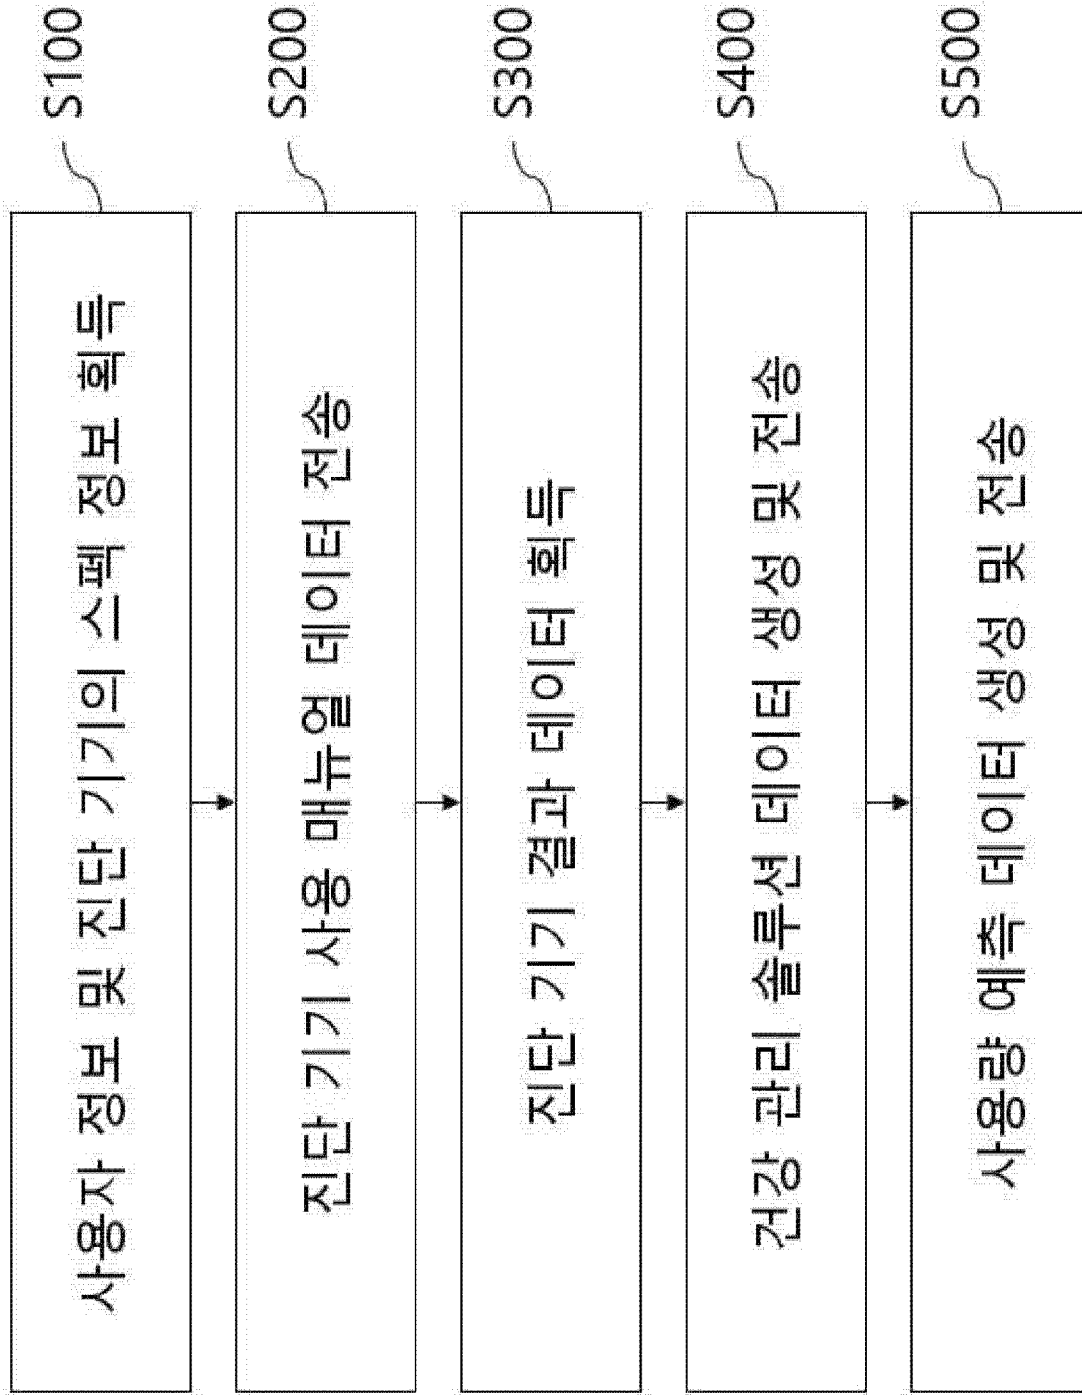 사용자 정보 및 진단 기기의 스펙 정보 획득
S100
진단 기기 사용 매뉴얼 데이터 전송
S200
진단 기기 결과 데이터 획득
S300
건강 관리 솔루션 데이터 생성 및 전송
S400
사용량 예측 데이터 생성 및 전송
S500